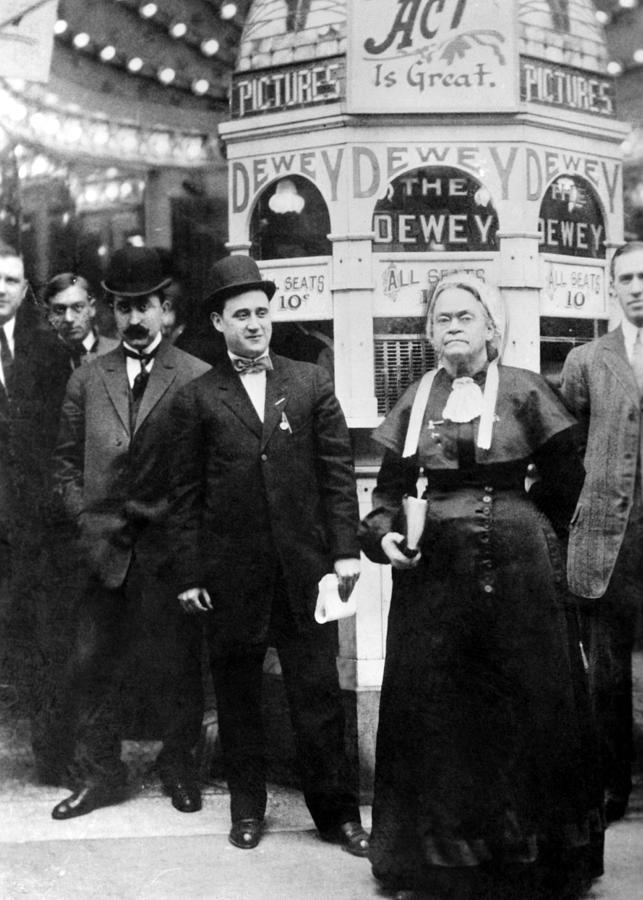 ACT
Is Great.
PICTURES
PICTURES
DEWEY
DEWEY
DEWEY
THE
DEWEY
THE
DEWEY
ALL SEATS
10¢
ALL SEATS
ALL SEATS
10